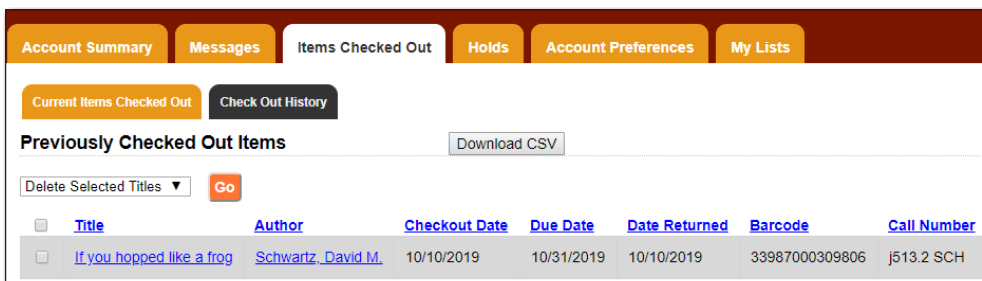 Account Summary Messages Items Checked Out Holds Account Preferences My Lists
Current Items Checked Out Check Out History
Previously Checked Out Items Download CSV
Delete Selected Titles ▼ Go
Title Author Checkout Date Due Date Date Returned Barcode Call Number
If you hopped like a frog Schwartz, David M. 10/10/2019 10/31/2019 10/10/2019 33987000309806 j513.2 SCH